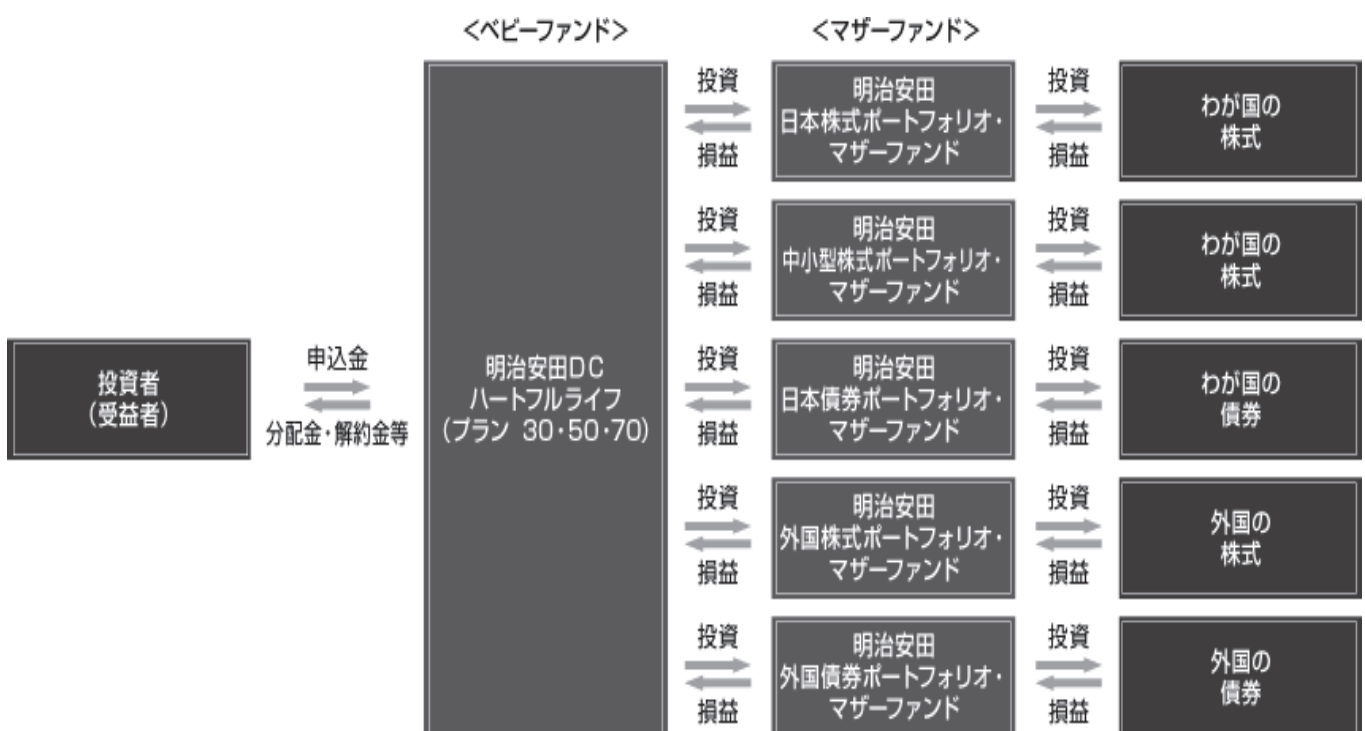 ＜ベビーファンド＞
＜マザーファンド＞
投資者
（受益者）
申込金
分配金・解約金等
明治安田DC
ハートフルライフ
（プラン 30・50・70）
投資
損益
明治安田
日本株式ポートフォリオ・
マザーファンド
投資
損益
わが国の
株式
投資
損益
明治安田
中小型株式ポートフォリオ・
マザーファンド
投資
損益
わが国の
株式
投資
損益
明治安田
日本債券ポートフォリオ・
マザーファンド
投資
損益
わが国の
債券
投資
損益
明治安田
外国株式ポートフォリオ・
マザーファンド
投資
損益
外国の
株式
投資
損益
明治安田
外国債券ポートフォリオ・
マザーファンド
投資
損益
外国の
債券